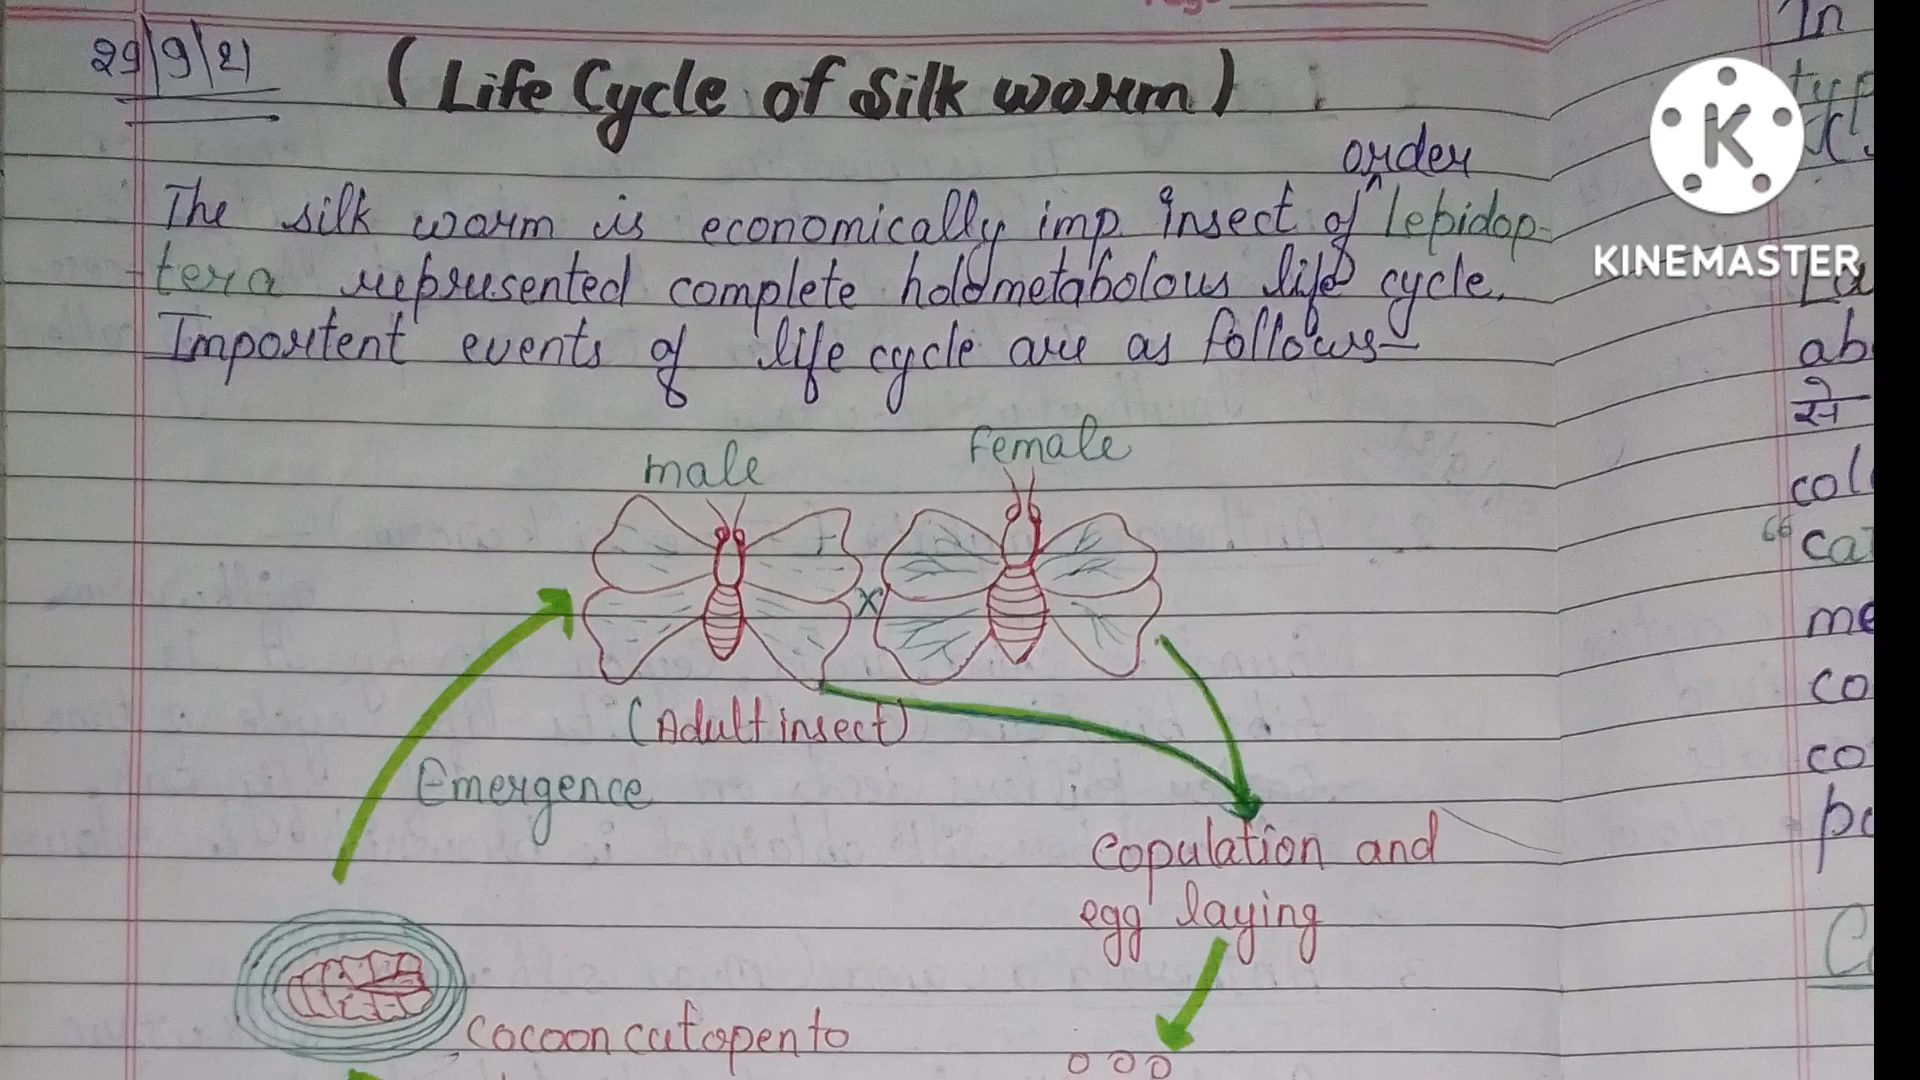 29/9/21
(Life Cycle of Silk worm)
order
The silk worm is economically imp insect of lepidop-
tera represented complete holometabolous life cycle.
Importent events of life cycle are as follows-
male
Female
x
(Adult insect)
Emergence
copulation and
egg laying
cocoon cut open to
In
typ
La
ab
से
col
"ca
me
co
co
K
KINEMASTER